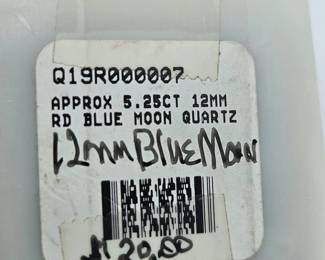 Q19R000007
APPROX 5.25CT 12MM
RD BLUE MOON QUARTZ
12mm Blue Moon
20.00